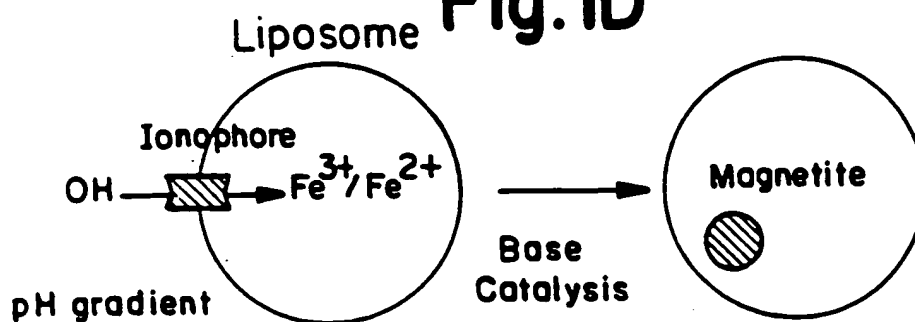 Fig. 1D
Liposome
Ionophore
OH
Fe3+/Fe2+
Magnetite
Base
Catalysis
pH gradient